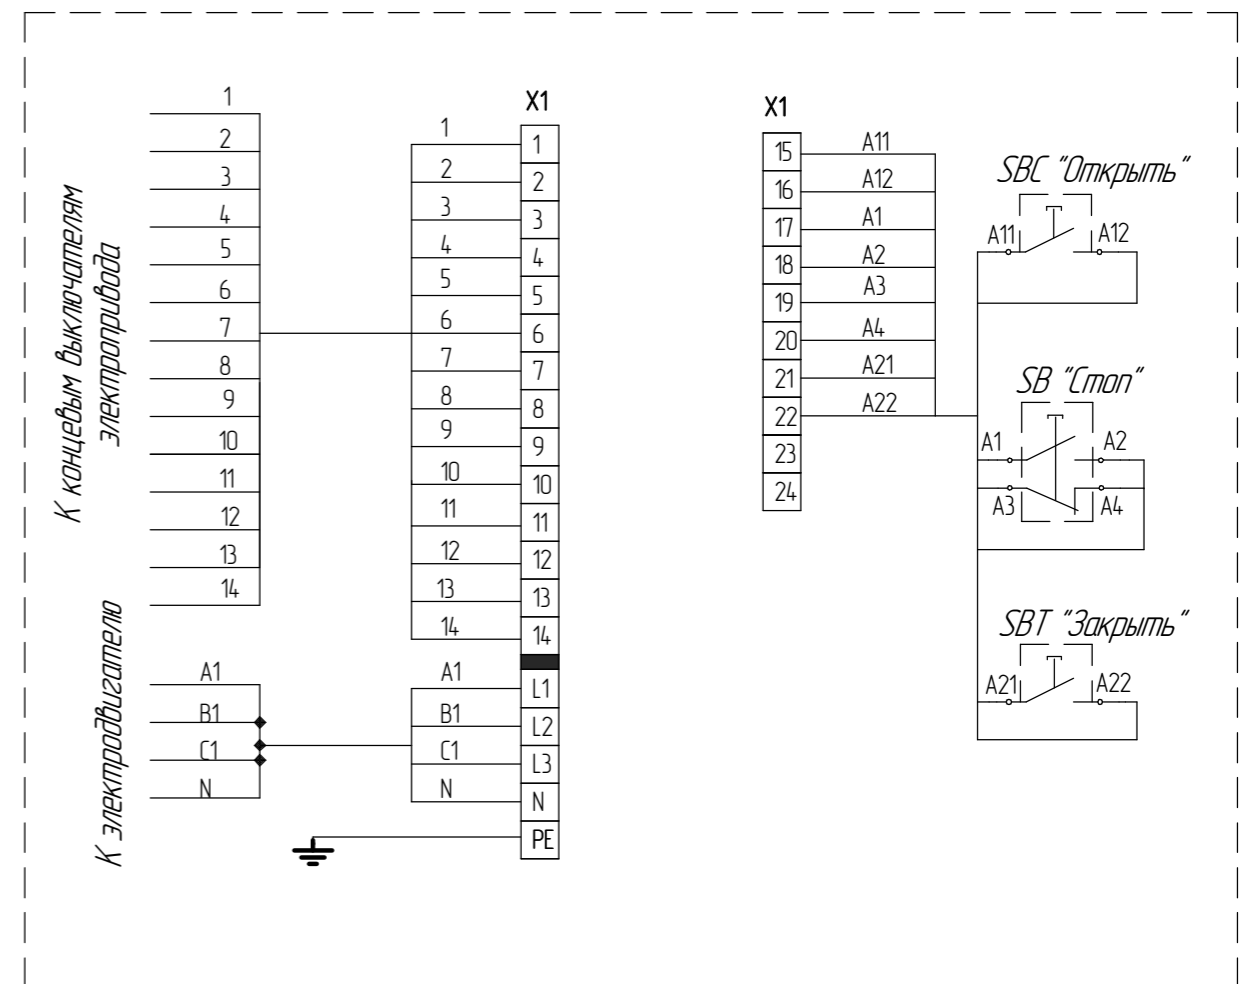 К концевым выключателям
электропривода
1
2
3
4
5
6
7
8
9
10
11
12
13
14
К электродвигателю
A1
B1
C1
N
1
2
3
4
5
6
7
8
9
10
11
12
13
14
A1
B1
C1
N
X1
1
2
3
4
5
6
7
8
9
10
11
12
13
14
L1
L2
L3
N
PE
X1
15
16
17
18
19
20
21
22
23
24
A11
A12
A1
A2
A3
A4
A21
A22
SBC "Открыть"
A11 A12
SB "Стоп"
A1 A2
A3 A4
SBT "Закрыть"
A21 A22